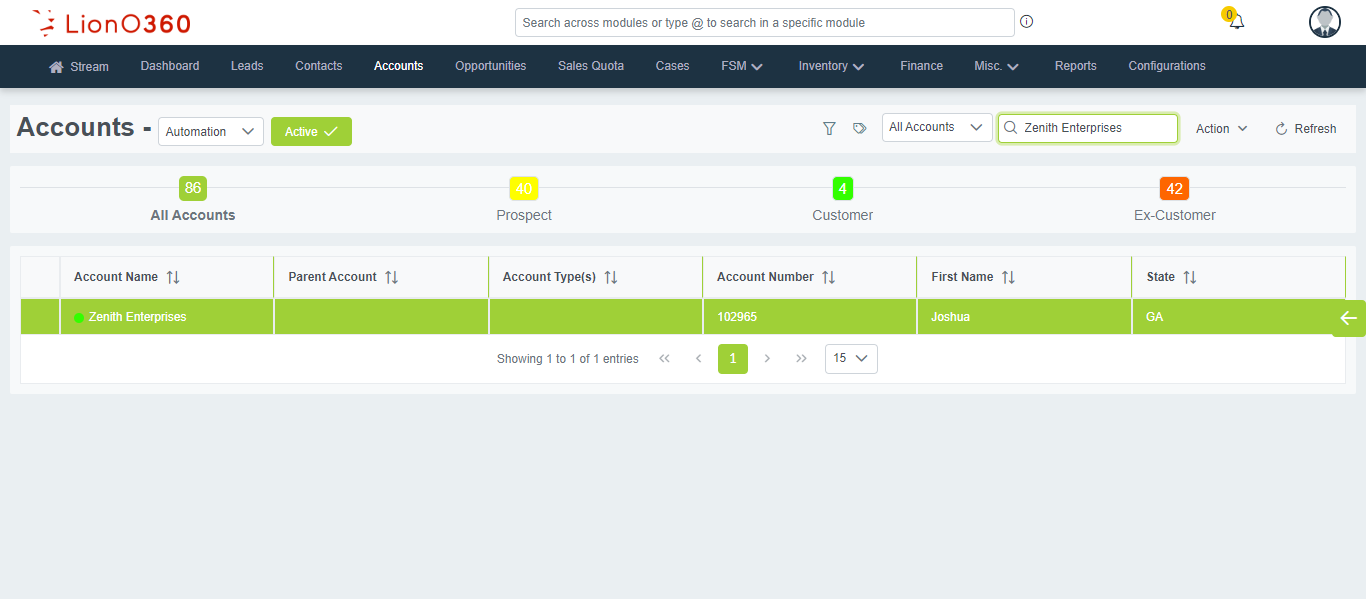 LionO360
Search across modules or type @ to search in a specific module
0
Stream Dashboard Leads Contacts Accounts Opportunities Sales Quota Cases FSM Inventory Finance Misc. Reports Configurations
Accounts - Automation Active All Accounts Zenith Enterprises Action Refresh
86 40 4 42
All Accounts Prospect Customer Ex-Customer
Account Name Parent Account Account Type(s) Account Number First Name State
Zenith Enterprises 102965 Joshua GA
Showing 1 to 1 of 1 entries 1 15